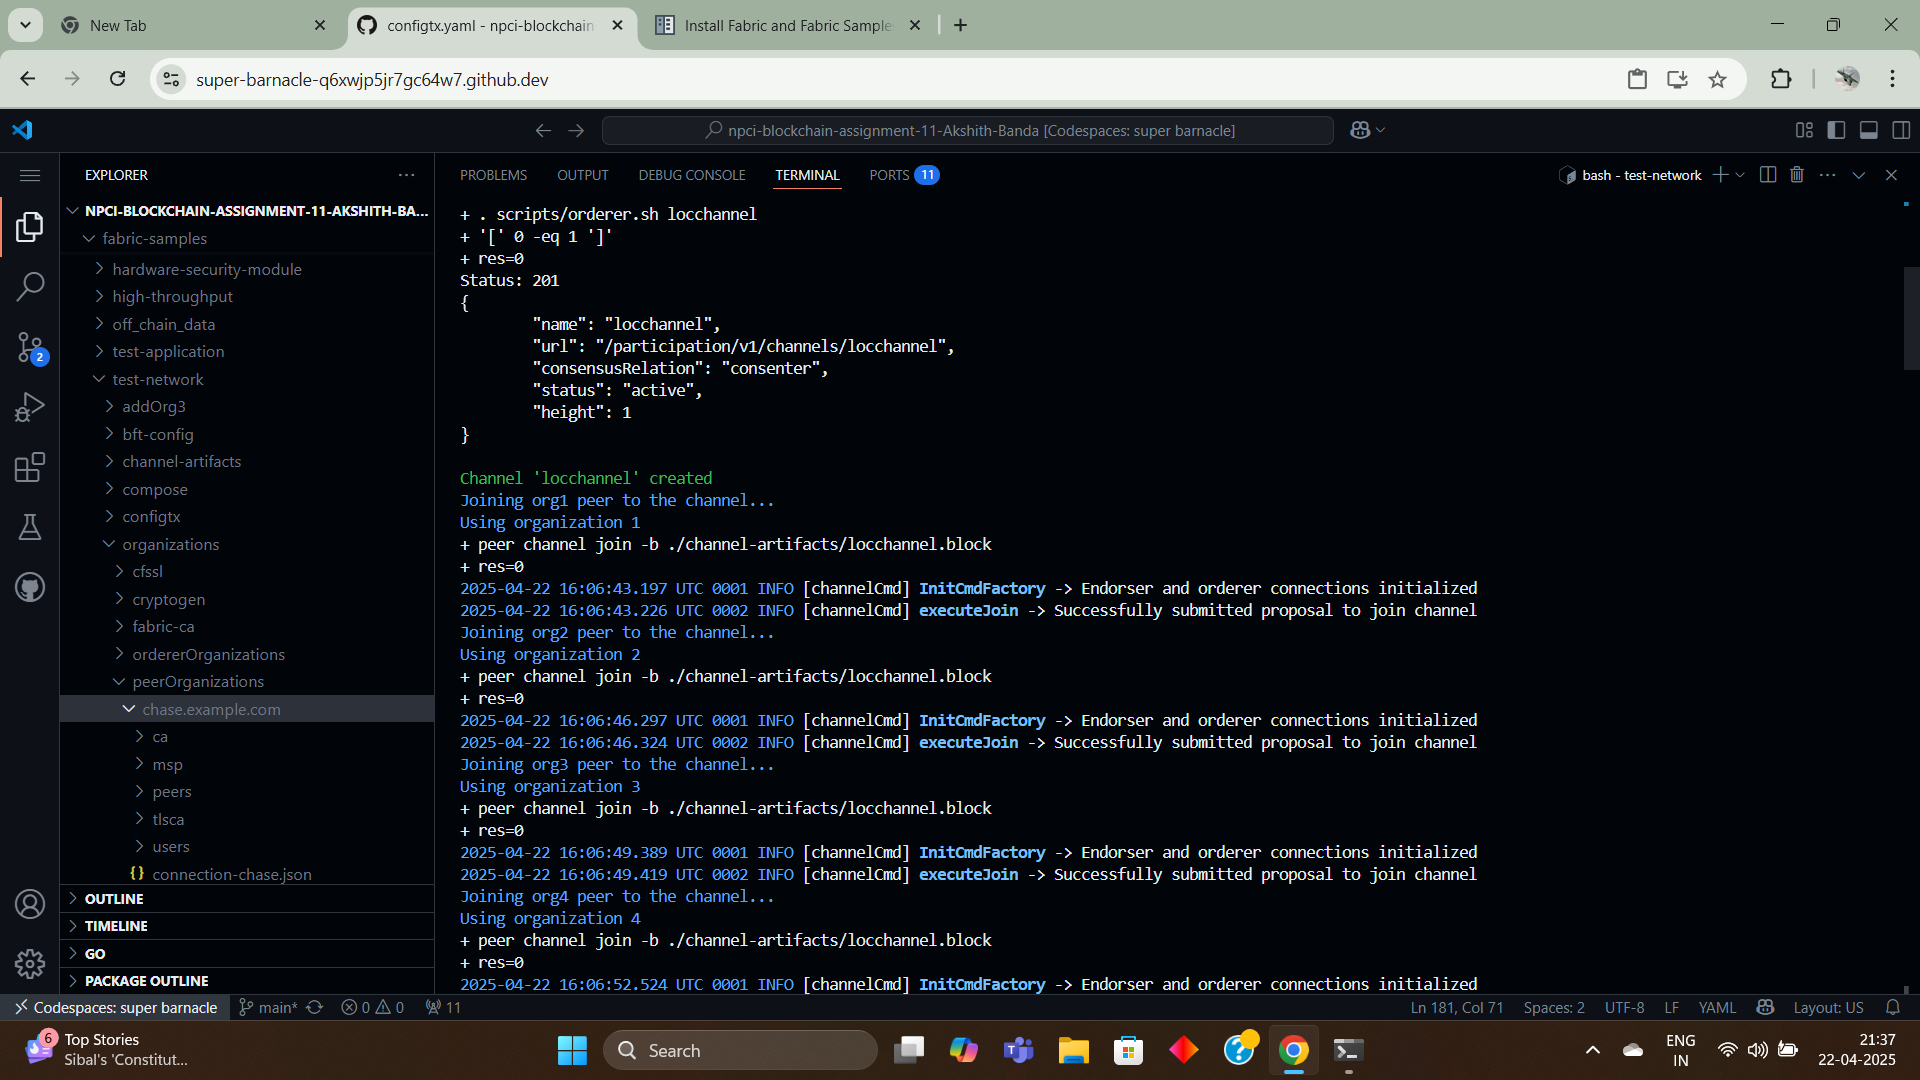 New Tab
configtx.yaml - npci-blockchain
Install Fabric and Fabric Sample
super-barnacle-q6xwjp5jr7gc64w7.github.dev
npci-blockchain-assignment-11-Akshith-Banda [Codespaces: super barnacle]
EXPLORER
NPCI-BLOCKCHAIN-ASSIGNMENT-11-AKSHITH-BA...
fabric-samples
hardware-security-module
high-throughput
off_chain_data
test-application
test-network
addOrg3
bft-config
channel-artifacts
compose
configtx
organizations
cfssl
cryptogen
fabric-ca
ordererOrganizations
peerOrganizations
chase.example.com
ca
msp
peers
tlsca
users
{} connection-chase.json
OUTLINE
TIMELINE
GO
PACKAGE OUTLINE
2
PROBLEMS OUTPUT DEBUG CONSOLE TERMINAL PORTS 11
bash - test-network
+ . scripts/orderer.sh locchannel
+ '[' 0 -eq 1 ']'
+ res=0
Status: 201
{
"name": "locchannel",
"url": "/participation/v1/channels/locchannel",
"consensusRelation": "consenter",
"status": "active",
"height": 1
}
Channel 'locchannel' created
Joining org1 peer to the channel...
Using organization 1
+ peer channel join -b ./channel-artifacts/locchannel.block
+ res=0
2025-04-22 16:06:43.197 UTC 0001 INFO [channelCmd] InitCmdFactory -> Endorser and orderer connections initialized
2025-04-22 16:06:43.226 UTC 0002 INFO [channelCmd] executeJoin -> Successfully submitted proposal to join channel
Joining org2 peer to the channel...
Using organization 2
+ peer channel join -b ./channel-artifacts/locchannel.block
+ res=0
2025-04-22 16:06:46.297 UTC 0001 INFO [channelCmd] InitCmdFactory -> Endorser and orderer connections initialized
2025-04-22 16:06:46.324 UTC 0002 INFO [channelCmd] executeJoin -> Successfully submitted proposal to join channel
Joining org3 peer to the channel...
Using organization 3
+ peer channel join -b ./channel-artifacts/locchannel.block
+ res=0
2025-04-22 16:06:49.389 UTC 0001 INFO [channelCmd] InitCmdFactory -> Endorser and orderer connections initialized
2025-04-22 16:06:49.419 UTC 0002 INFO [channelCmd] executeJoin -> Successfully submitted proposal to join channel
Joining org4 peer to the channel...
Using organization 4
+ peer channel join -b ./channel-artifacts/locchannel.block
+ res=0
2025-04-22 16:06:52.524 UTC 0001 INFO [channelCmd] InitCmdFactory -> Endorser and orderer connections initialized
Codespaces: super barnacle main* 0 0 11
Ln 181, Col 71 Spaces: 2 UTF-8 LF YAML Layout: US
6
Top Stories
Sibal's 'Constitut...
Search
ENG
IN
21:37
22-04-2025